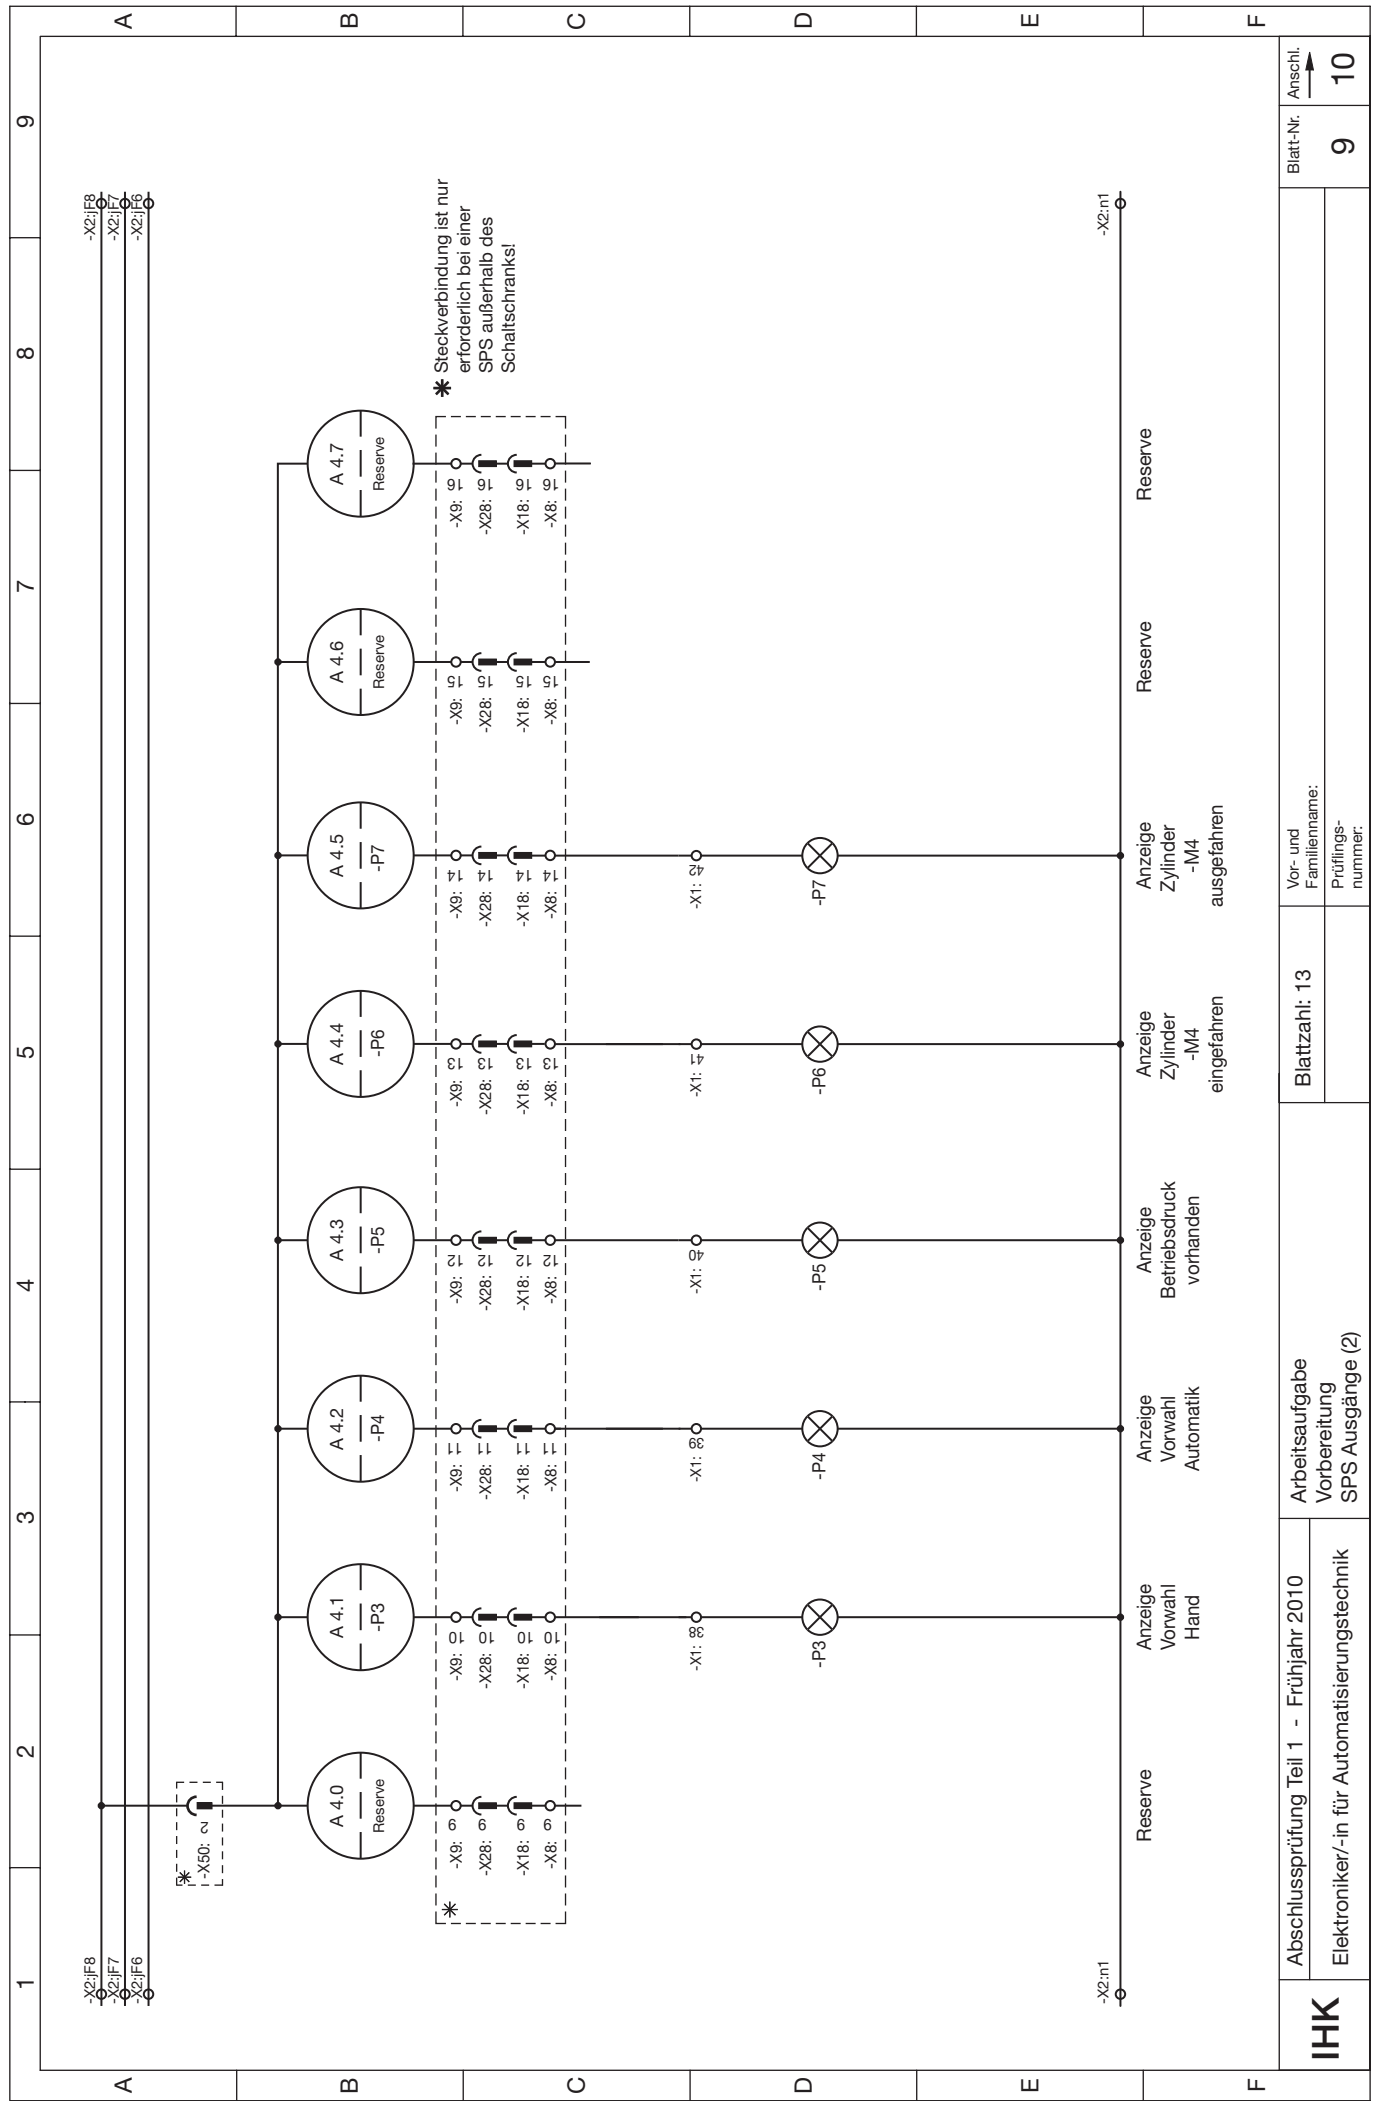 1 2 3 4 5 6 7 8 9
A
B
C
D
E
F
A
B
C
D
E
F
-X2:jF8
-X2:jF7
-X2:jF6
-X2:jF8
-X2:jF7
-X2:jF6
* -X50: 2
A 4.0
Reserve
A 4.1
-P3
A 4.2
-P4
A 4.3
-P5
A 4.4
-P6
A 4.5
-P7
A 4.6
Reserve
A 4.7
Reserve
* Steckverbindung ist nur
erforderlich bei einer
SPS außerhalb des
Schaltschranks!
*
-X9: 9
-X28: 9
-X18: 9
-X8: 9
-X9: 10
-X28: 10
-X18: 10
-X8: 10
-X9: 11
-X28: 11
-X18: 11
-X8: 11
-X9: 12
-X28: 12
-X18: 12
-X8: 12
-X9: 13
-X28: 13
-X18: 13
-X8: 13
-X9: 14
-X28: 14
-X18: 14
-X8: 14
-X9: 15
-X28: 15
-X18: 15
-X8: 15
-X9: 16
-X28: 16
-X18: 16
-X8: 16
-X1: 38
-X1: 39
-X1: 40
-X1: 41
-X1: 42
-P3
-P4
-P5
-P6
-P7
-X2:n1
-X2:n1
Reserve
Anzeige
Vorwahl
Hand
Anzeige
Vorwahl
Automatik
Anzeige
Betriebsdruck
vorhanden
Anzeige
Zylinder
-M4
eingefahren
Anzeige
Zylinder
-M4
ausgefahren
Reserve
Reserve
IHK
Abschlussprüfung Teil 1 - Frühjahr 2010
Elektroniker/-in für Automatisierungstechnik
Arbeitsaufgabe
Vorbereitung
SPS Ausgänge (2)
Blattzahl: 13
Vor- und
Familienname:
Prüflings-
nummer:
Blatt-Nr.
9
Anschl.
10